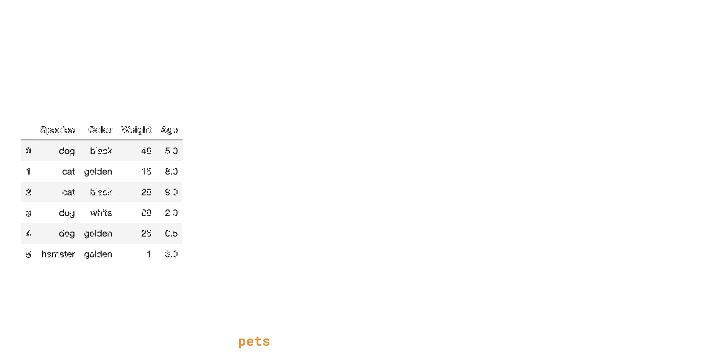 Species Color Weight Age
0 dog black 40 5.0
1 cat golden 15 8.0
2 cat black 20 9.0
3 dog white 80 2.0
4 dog golden 25 0.5
5 hamster golden 1 3.0
pets